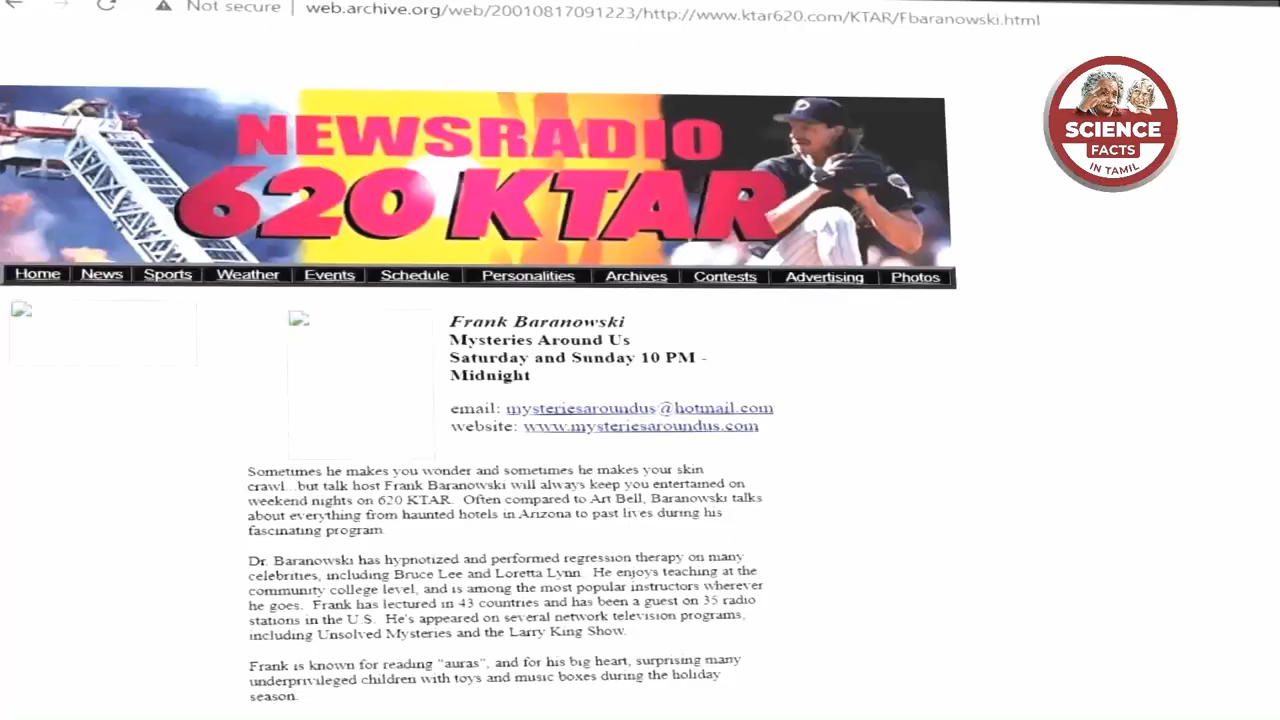 Not secure | web.archive.org/web/20010817091223/http://www.ktar620.com/KTAR/Fbaranowski.html
SCIENCE
FACTS
IN TAMIL
NEWSRADIO
620 KTAR
Home | News | Sports | Weather | Events | Schedule | Personalities | Archives | Contests | Advertising | Photos
Frank Baranowski
Mysteries Around Us
Saturday and Sunday 10 PM -
Midnight
email: mysteriesaroundus@hotmail.com
website: www.mysteriesaroundus.com
Sometimes he makes you wonder and sometimes he makes your skin
crawl...but talk host Frank Baranowski will always keep you entertained on
weekend nights on 620 KTAR. Often compared to Art Bell, Baranowski talks
about everything from haunted hotels in Arizona to past lives during his
fascinating program.
Dr. Baranowski has hypnotized and performed regression therapy on many
celebrities, including Bruce Lee and Loretta Lynn. He enjoys teaching at the
community college level, and is among the most popular instructors wherever
he goes. Frank has lectured in 43 countries and has been a guest on 35 radio
stations in the U.S. He's appeared on several network television programs,
including Unsolved Mysteries and the Larry King Show.
Frank is known for reading "auras", and for his big heart, surprising many
underprivileged children with toys and music boxes during the holiday
season.